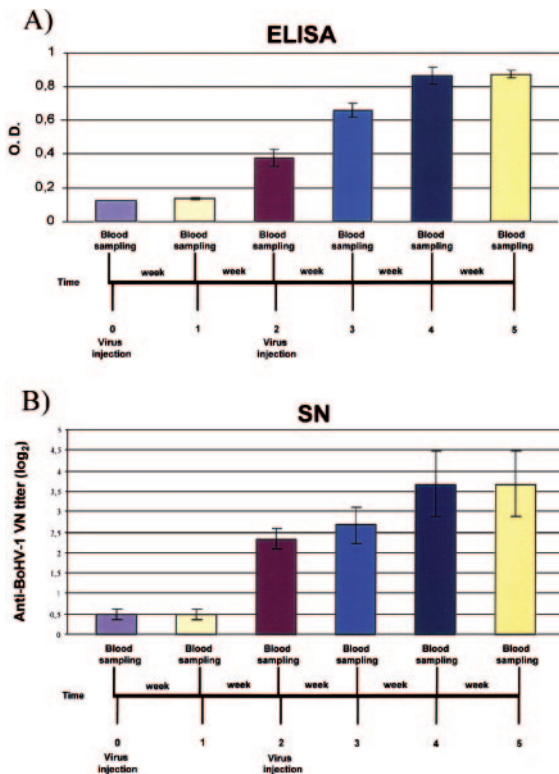 A)
ELISA
O. D.
1
0,8
0,6
0,4
0,2
0
Blood sampling Blood sampling Blood sampling Blood sampling Blood sampling Blood sampling
week week week week week
Time
0 1 2 3 4 5
Virus injection Virus injection
B)
SN
Anti-BoHV-1 VN titer (log2)
5
4,5
4
3,5
3
2,5
2
1,5
1
0,5
0
Blood sampling Blood sampling Blood sampling Blood sampling Blood sampling Blood sampling
week week week week week
Time
0 1 2 3 4 5
Virus injection Virus injection